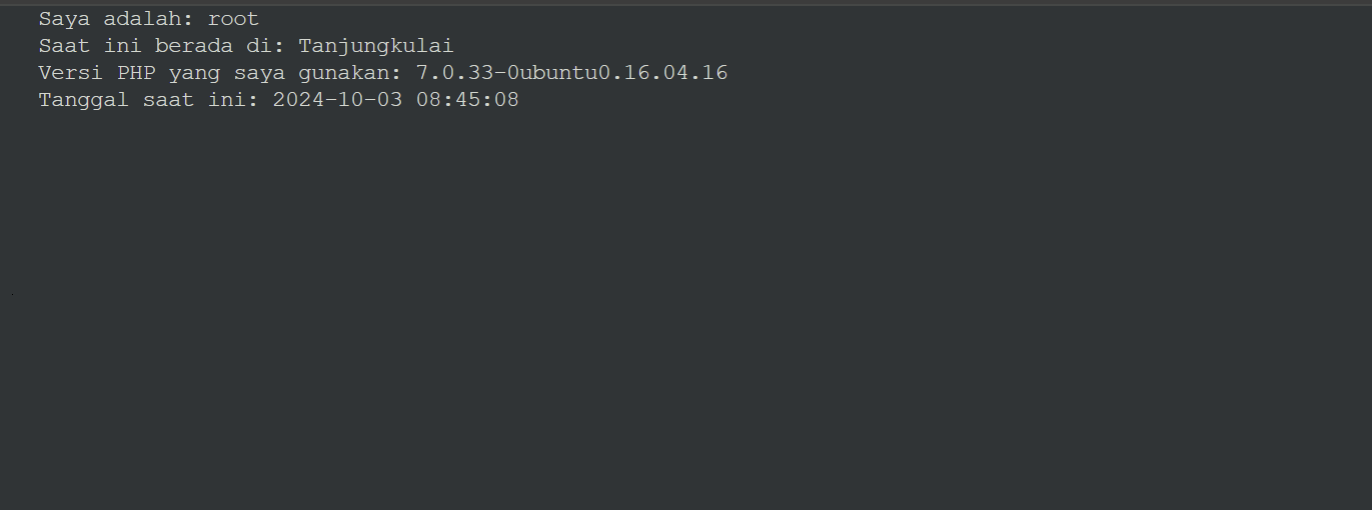 Saya adalah: root
Saat ini berada di: Tanjungkulai
Versi PHP yang saya gunakan: 7.0.33-0ubuntu0.16.04.16
Tanggal saat ini: 2024-10-03 08:45:08